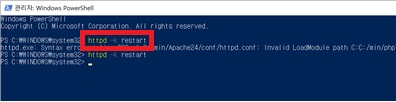 관리자: Windows PowerShell
Windows PowerShell
Copyright (C) Microsoft Corporation. All rights reserved.
PS C:\WINDOWS\system32> httpd -k restart
httpd.exe: Syntax error min/Apache24/conf/httpd.conf: Invalid LoadModule path C:C:/min/php
PS C:\WINDOWS\system32> httpd -k restart
PS C:\WINDOWS\system32>